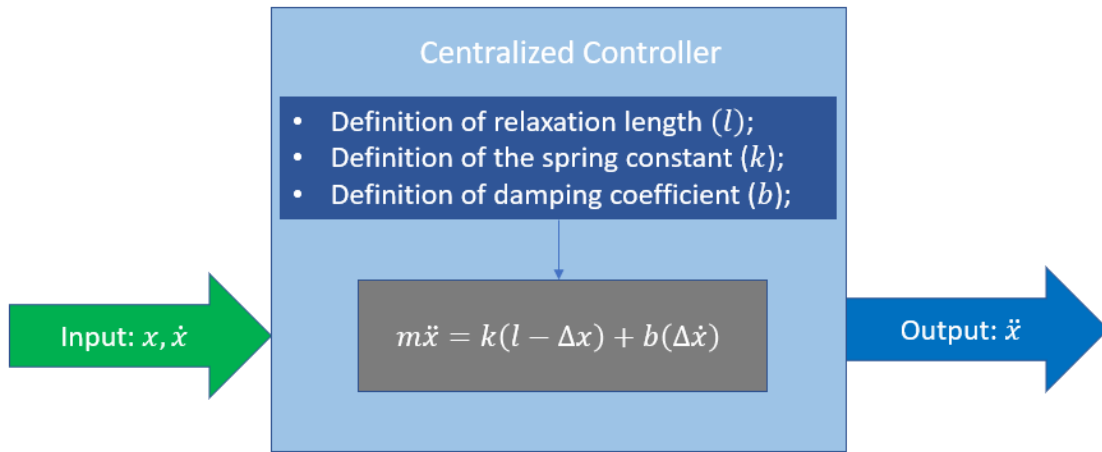 Centralized Controller
• Definition of relaxation length (l);
• Definition of the spring constant (k);
• Definition of damping coefficient (b);
mẍ = k(l − Δx) + b(Δẋ)
Input: x, ẋ
Output: ẍ